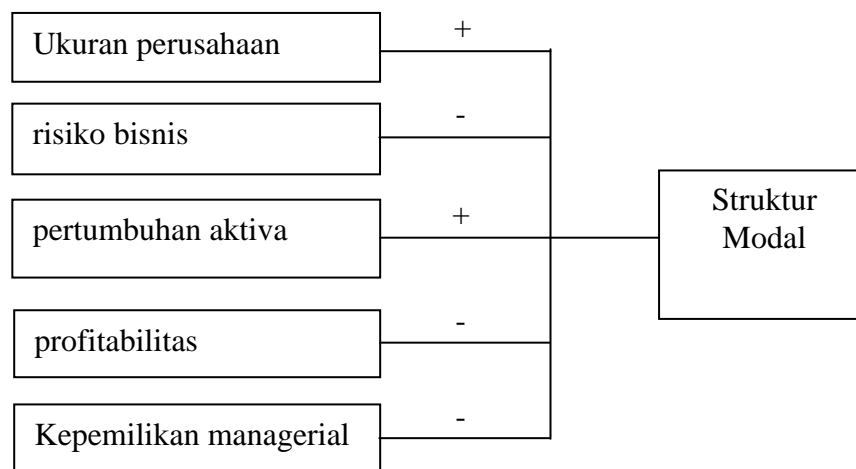 Ukuran perusahaan
+
risiko bisnis
-
pertumbuhan aktiva
+
Struktur
Modal
profitabilitas
-
Kepemilikan managerial
-